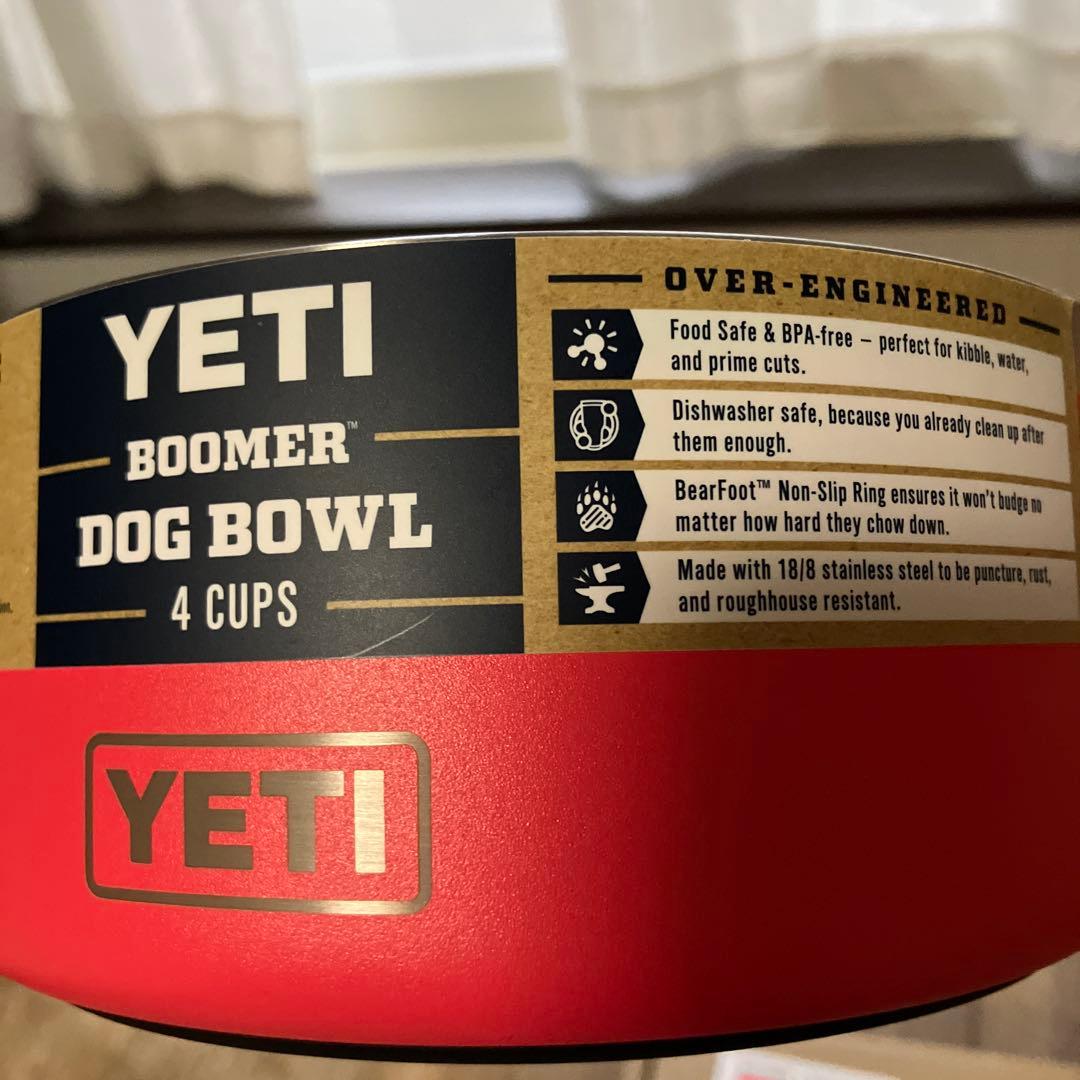 YETI
BOOMER™
DOG BOWL
4 CUPS
OVER-ENGINEERED
Food Safe & BPA-free – perfect for kibble, water,
and prime cuts.
Dishwasher safe, because you already clean up after
them enough.
BearFoot™ Non-Slip Ring ensures it won't budge no
matter how hard they chow down.
Made with 18/8 stainless steel to be puncture, rust,
and roughhouse resistant.
YETI